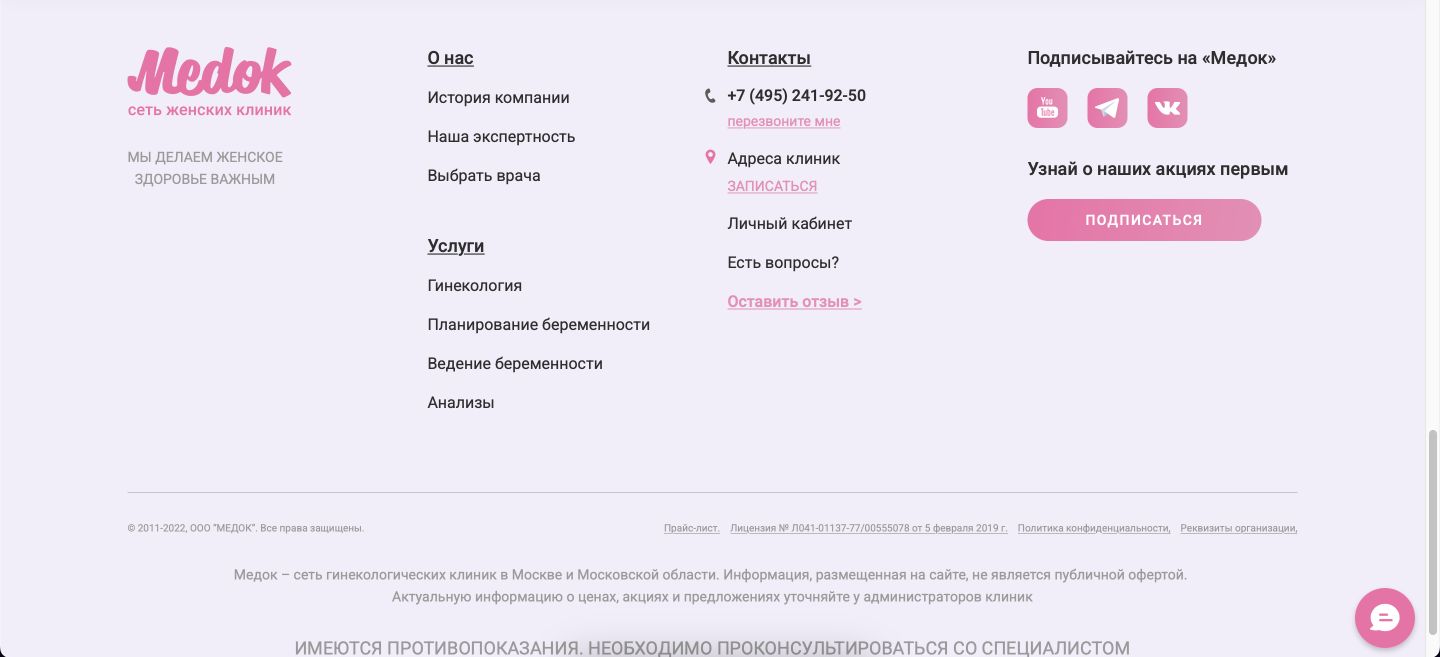 Medok
сеть женских клиник
МЫ ДЕЛАЕМ ЖЕНСКОЕ
ЗДОРОВЬЕ ВАЖНЫМ
О нас
История компании
Наша экспертность
Выбрать врача
Услуги
Гинекология
Планирование беременности
Ведение беременности
Анализы
Контакты
+7 (495) 241-92-50
перезвоните мне
Адреса клиник
ЗАПИСАТЬСЯ
Личный кабинет
Есть вопросы?
Оставить отзыв >
Подписывайтесь на «Медок»
You
Tube
Узнай о наших акциях первым
ПОДПИСАТЬСЯ
© 2011-2022, ООО "МЕДОК". Все права защищены.
Прайс-лист. Лицензия № Л041-01137-77/00555078 от 5 февраля 2019 г. Политика конфиденциальности, Реквизиты организации,
Медок – сеть гинекологических клиник в Москве и Московской области. Информация, размещенная на сайте, не является публичной офертой.
Актуальную информацию о ценах, акциях и предложениях уточняйте у администраторов клиник
ИМЕЮТСЯ ПРОТИВОПОКАЗАНИЯ. НЕОБХОДИМО ПРОКОНСУЛЬТИРОВАТЬСЯ СО СПЕЦИАЛИСТОМ